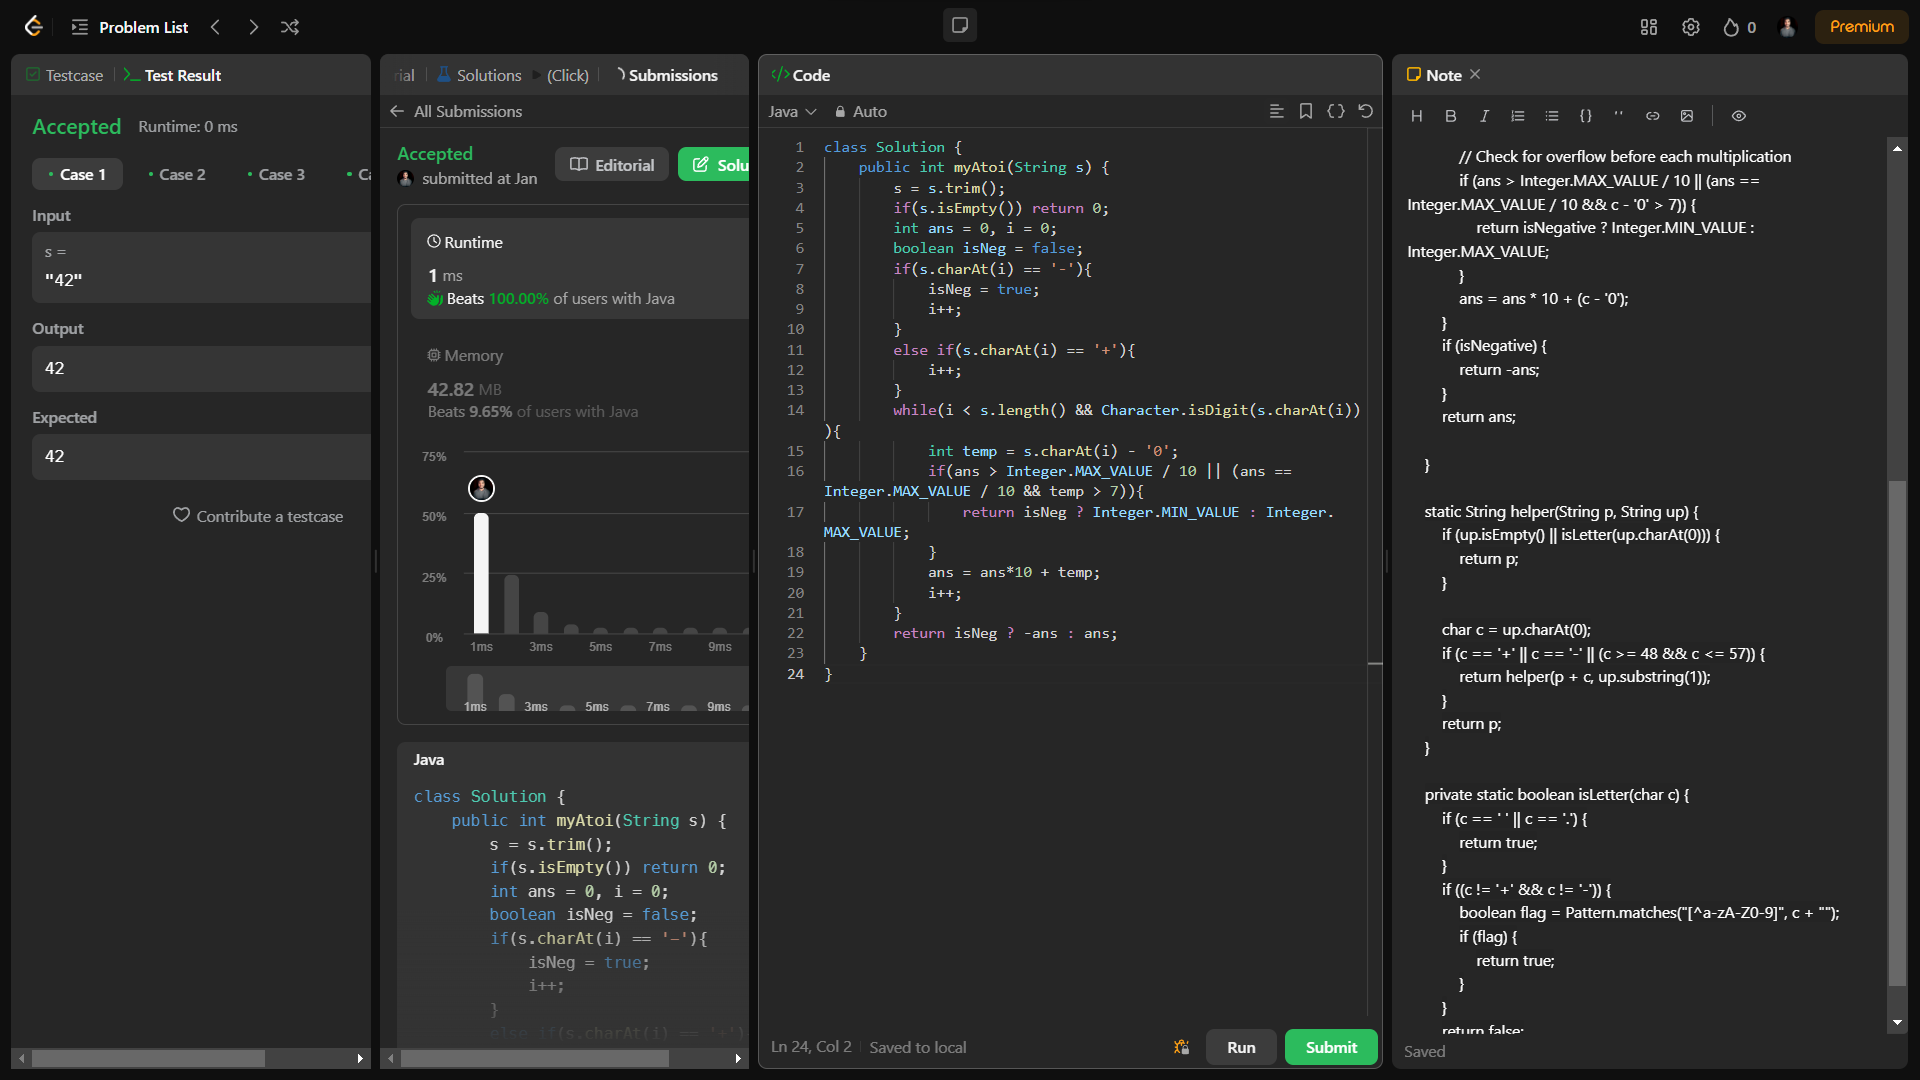 Problem List
0
Premium
Testcase
Test Result
Accepted
Runtime: 0 ms
Case 1
Case 2
Case 3
Ca
Input
s =
"42"
Output
42
Expected
42
Contribute a testcase
rial
Solutions
(Click)
Submissions
All Submissions
Accepted
submitted at Jan
Editorial
Solu
Runtime
1 ms
Beats 100.00% of users with Java
Memory
42.82 MB
Beats 9.65% of users with Java
75%
50%
25%
0%
1ms 3ms 5ms 7ms 9ms
1ms 3ms 5ms 7ms 9ms
Java
class Solution {
public int myAtoi(String s) {
s = s.trim();
if(s.isEmpty()) return 0;
int ans = 0, i = 0;
boolean isNeg = false;
if(s.charAt(i) == '-'){
isNeg = true;
i++;
}
else if(s.charAt(i) == '+')
Code
Java
Auto
1 class Solution {
2 public int myAtoi(String s) {
3 s = s.trim();
4 if(s.isEmpty()) return 0;
5 int ans = 0, i = 0;
6 boolean isNeg = false;
7 if(s.charAt(i) == '-'){
8 isNeg = true;
9 i++;
10 }
11 else if(s.charAt(i) == '+'){
12 i++;
13 }
14 while(i < s.length() && Character.isDigit(s.charAt(i))
){
15 int temp = s.charAt(i) - '0';
16 if(ans > Integer.MAX_VALUE / 10 || (ans ==
Integer.MAX_VALUE / 10 && temp > 7)){
17 return isNeg ? Integer.MIN_VALUE : Integer.
MAX_VALUE;
18 }
19 ans = ans*10 + temp;
20 i++;
21 }
22 return isNeg ? -ans : ans;
23 }
24 }
Ln 24, Col 2
Saved to local
Run
Submit
Note
// Check for overflow before each multiplication
if (ans > Integer.MAX_VALUE / 10 || (ans ==
Integer.MAX_VALUE / 10 && c - '0' > 7)) {
return isNegative ? Integer.MIN_VALUE :
Integer.MAX_VALUE;
}
ans = ans * 10 + (c - '0');
}
if (isNegative) {
return -ans;
}
return ans;
}
static String helper(String p, String up) {
if (up.isEmpty() || isLetter(up.charAt(0))) {
return p;
}
char c = up.charAt(0);
if (c == '+' || c == '-' || (c >= 48 && c <= 57)) {
return helper(p + c, up.substring(1));
}
return p;
}
private static boolean isLetter(char c) {
if (c == ' ' || c == '.') {
return true;
}
if ((c != '+' && c != '-')) {
boolean flag = Pattern.matches("[^a-zA-Z0-9]", c + "");
if (flag) {
return true;
}
}
return false;
Saved